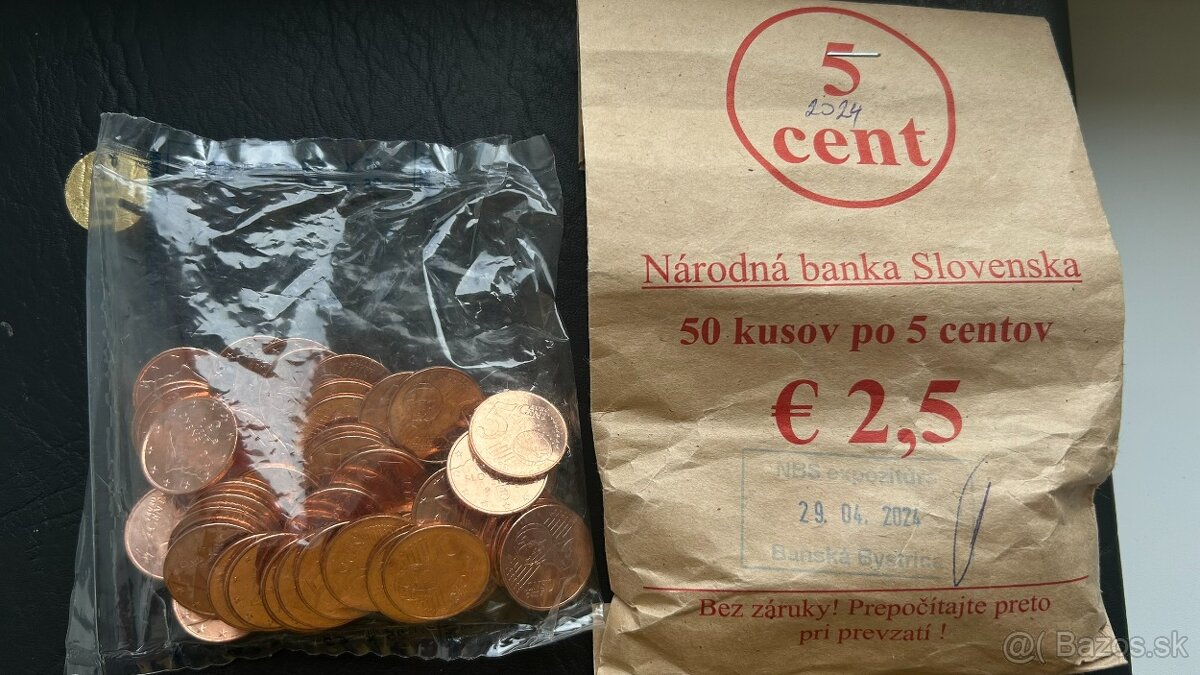 5
2024
cent
Národná banka Slovenska
50 kusov po 5 centov
€ 2,5
NBS expozitúra
29. 04. 2024
Banská Bystrica
Bez záruky! Prepočítajte preto
pri prevzatí !
@( Bazos.sk